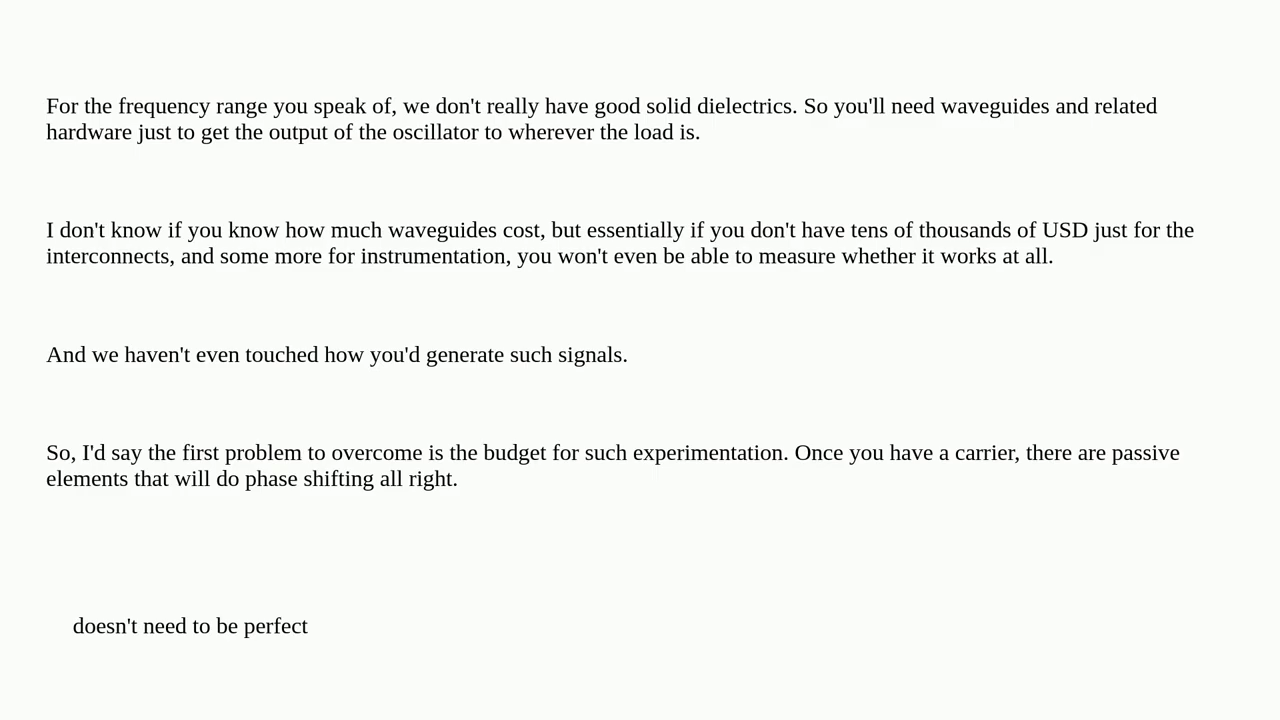 For the frequency range you speak of, we don't really have good solid dielectrics. So you'll need waveguides and related
hardware just to get the output of the oscillator to wherever the load is.
I don't know if you know how much waveguides cost, but essentially if you don't have tens of thousands of USD just for the
interconnects, and some more for instrumentation, you won't even be able to measure whether it works at all.
And we haven't even touched how you'd generate such signals.
So, I'd say the first problem to overcome is the budget for such experimentation. Once you have a carrier, there are passive
elements that will do phase shifting all right.
doesn't need to be perfect